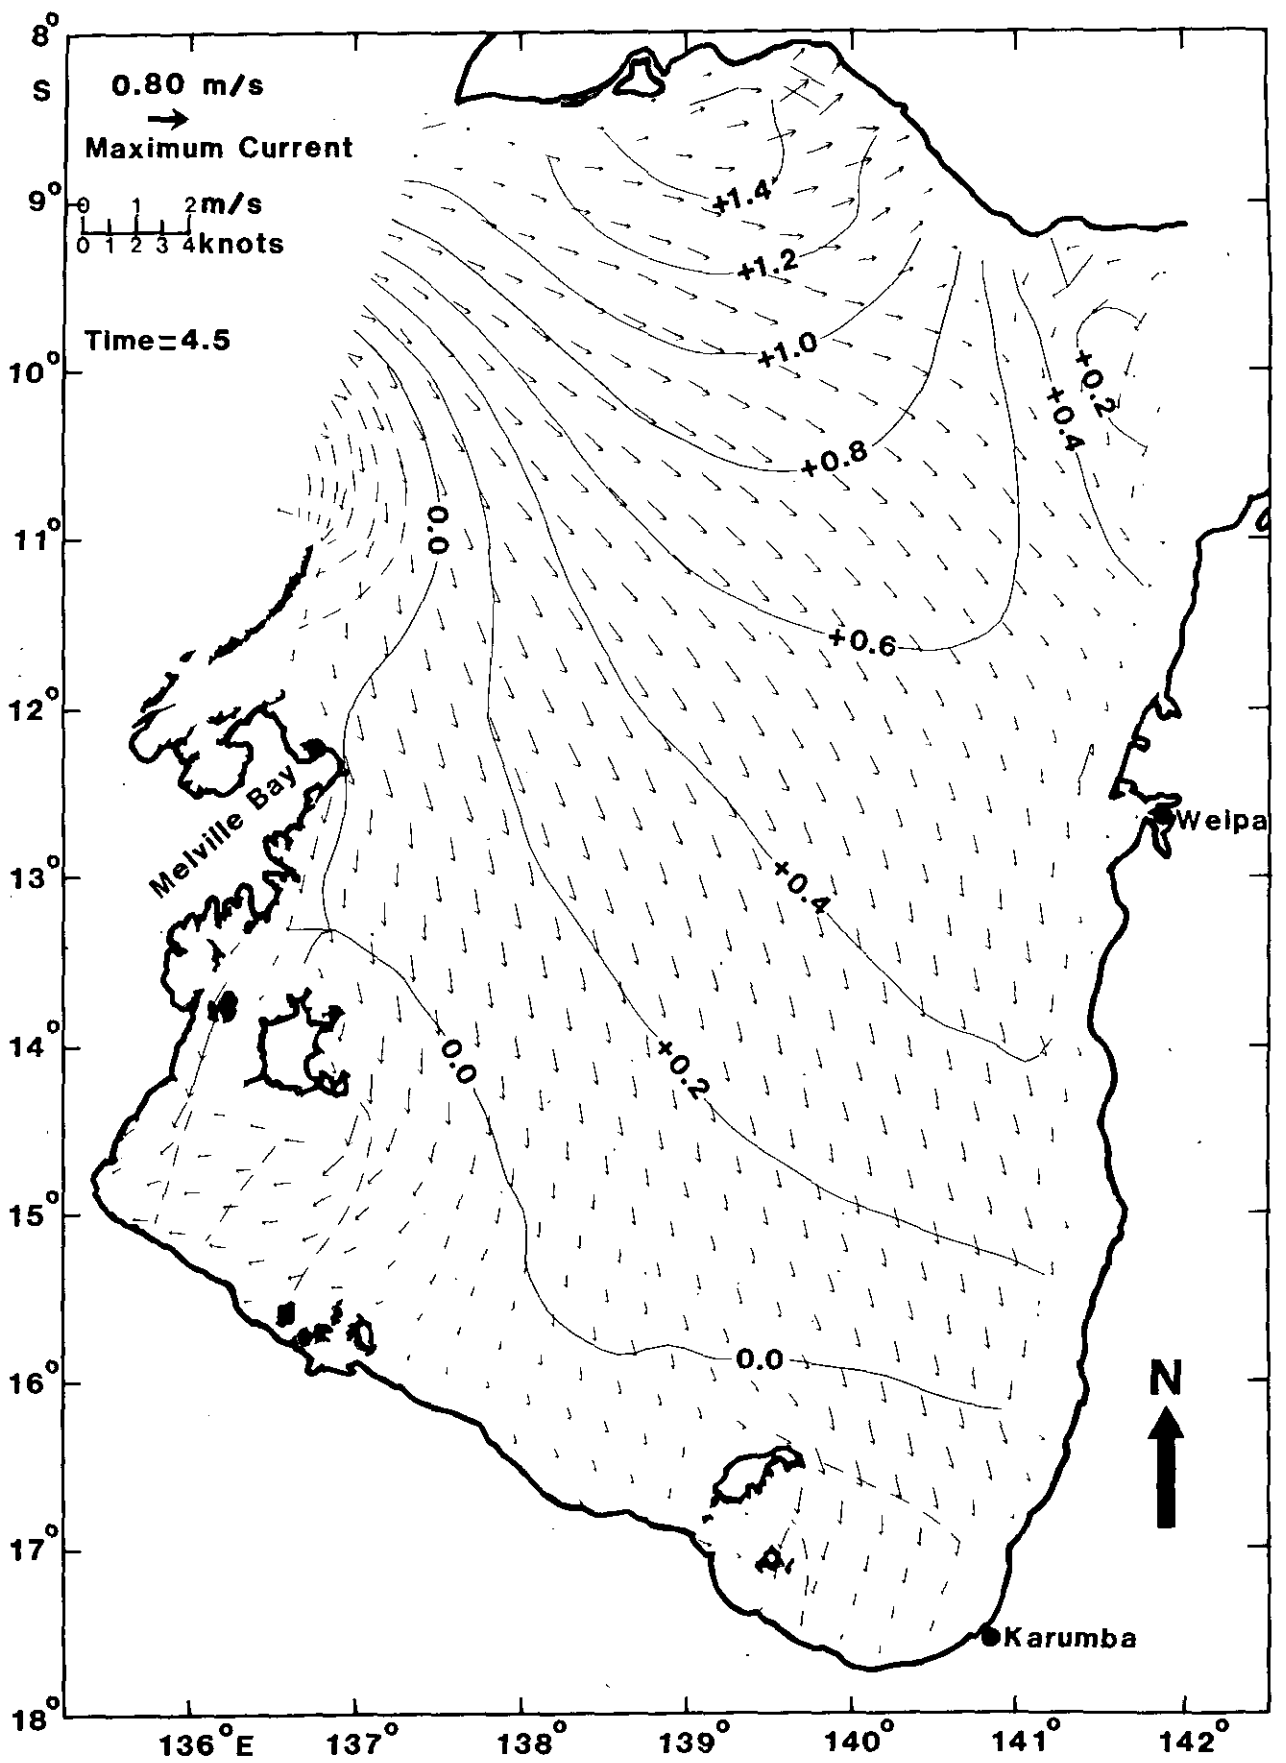 8°
S
0.80 m/s
Maximum Current
9°
0 1 2 m/s
0 1 2 3 4 knots
Time=4.5
+1.4
+1.2
+1.0
+0.8
+0.6
+0.4
+0.2
10°
0.0
11°
12°
Melville Bay
Weipa
13°
+0.4
14°
0.0
+0.2
15°
0.0
16°
N
17°
Karumba
18°
136°E 137° 138° 139° 140° 141° 142°